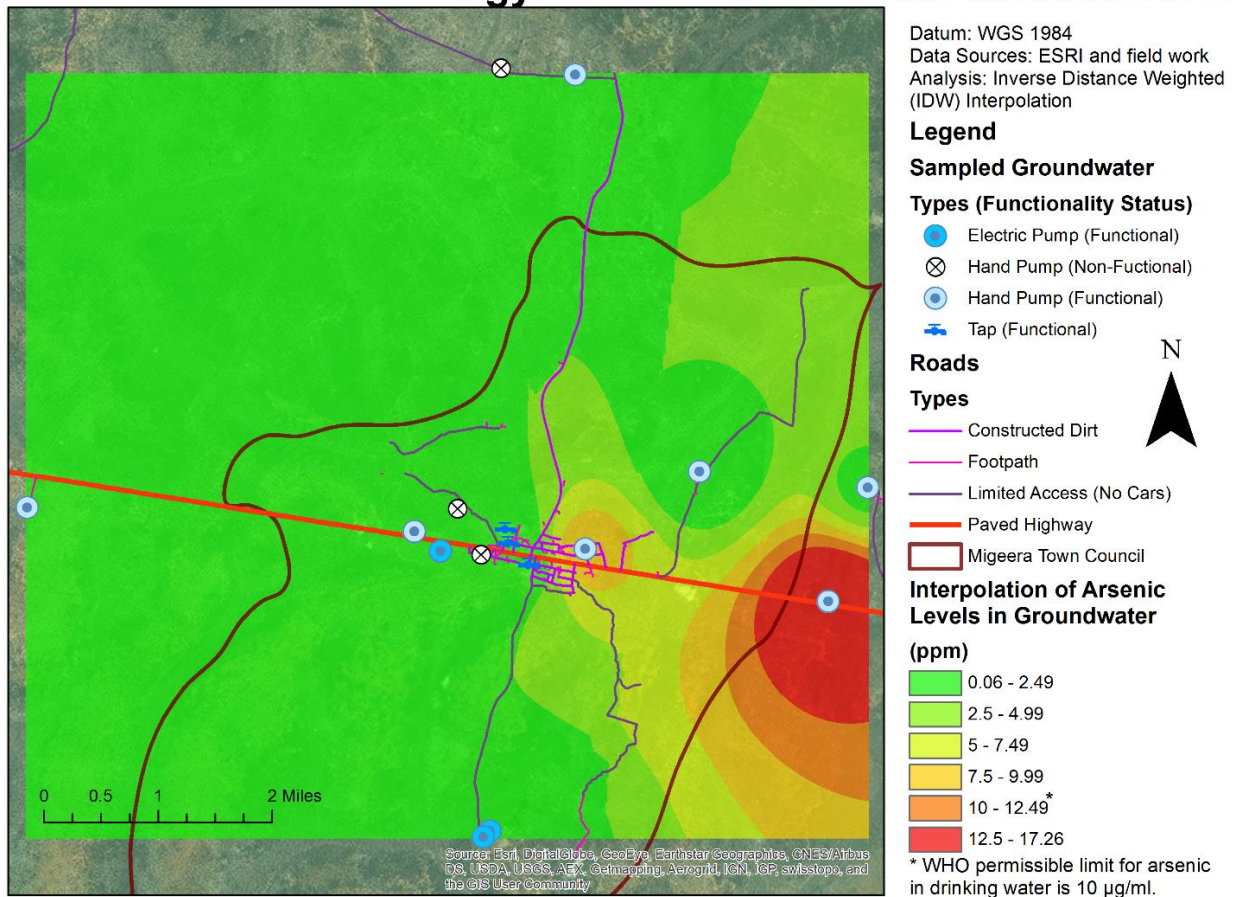 gy
Datum: WGS 1984
Data Sources: ESRI and field work
Analysis: Inverse Distance Weighted
(IDW) Interpolation
Legend
Sampled Groundwater
Types (Functionality Status)
Electric Pump (Functional)
Hand Pump (Non-Fuctional)
Hand Pump (Functional)
Tap (Functional)
N
Roads
Types
Constructed Dirt
Footpath
Limited Access (No Cars)
Paved Highway
Migeera Town Council
Interpolation of Arsenic
Levels in Groundwater
(ppm)
0.06 - 2.49
2.5 - 4.99
5 - 7.49
7.5 - 9.99
10 - 12.49*
12.5 - 17.26
* WHO permissible limit for arsenic
in drinking water is 10 µg/ml.
0 0.5 1 2 Miles
Source: Esri, DigitalGlobe, GeoEye, Earthstar Geographics, CNES/Airbus
DS, USDA, USGS, AEX, Getmapping, Aerogrid, IGN, IGP, swisstopo, and
the GIS User Community